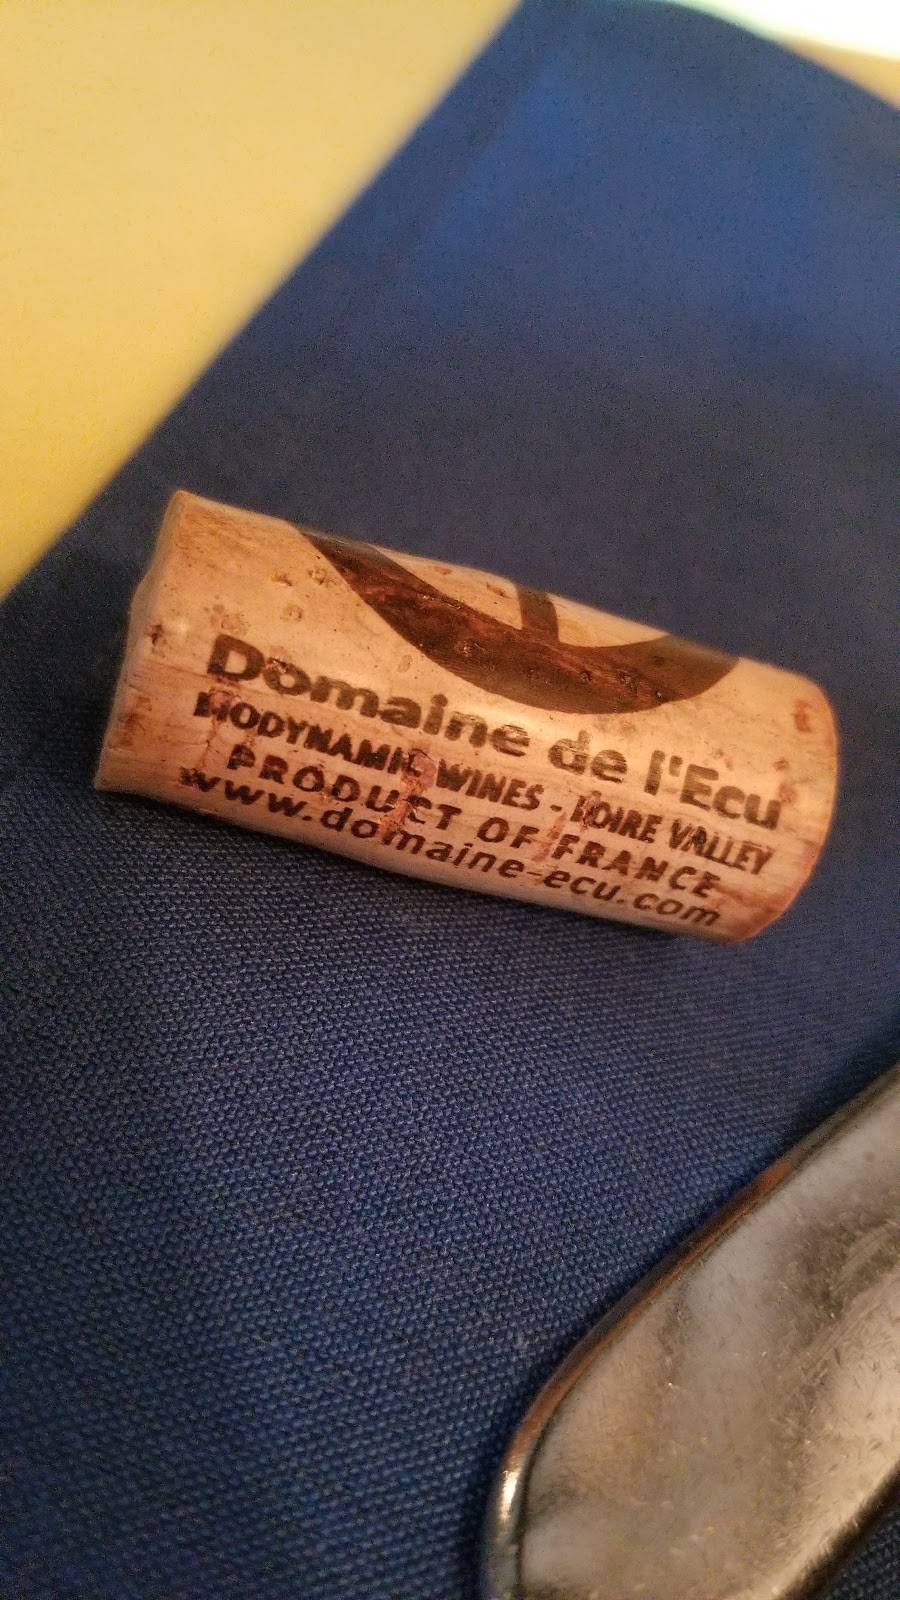 Domaine de l'Ecu
BIODYNAMIC WINES - LOIRE VALLEY
PRODUCT OF FRANCE
www.domaine-ecu.com